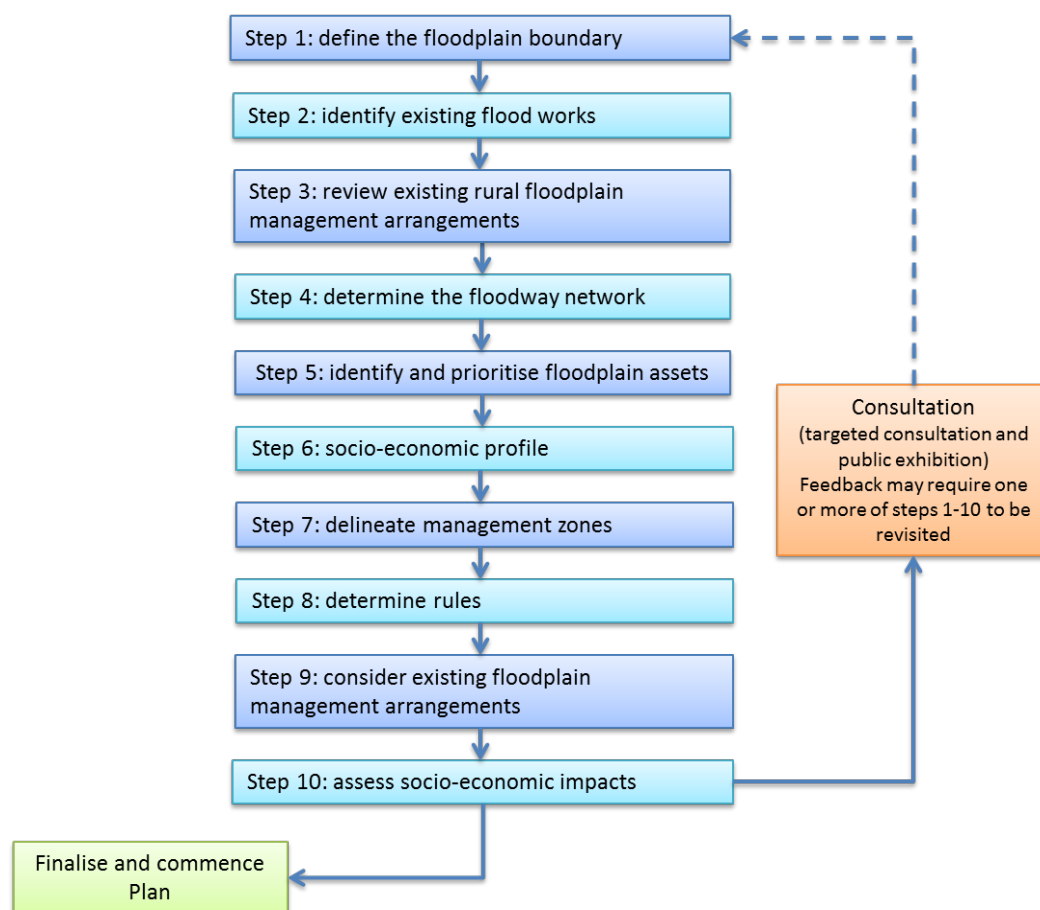 Step 1: define the floodplain boundary
Step 2: identify existing flood works
Step 3: review existing rural floodplain
management arrangements
Step 4: determine the floodway network
Step 5: identify and prioritise floodplain assets
Step 6: socio-economic profile
Step 7: delineate management zones
Step 8: determine rules
Step 9: consider existing floodplain
management arrangements
Step 10: assess socio-economic impacts
Consultation
(targeted consultation and
public exhibition)
Feedback may require one
or more of steps 1-10 to be
revisited
Finalise and commence
Plan